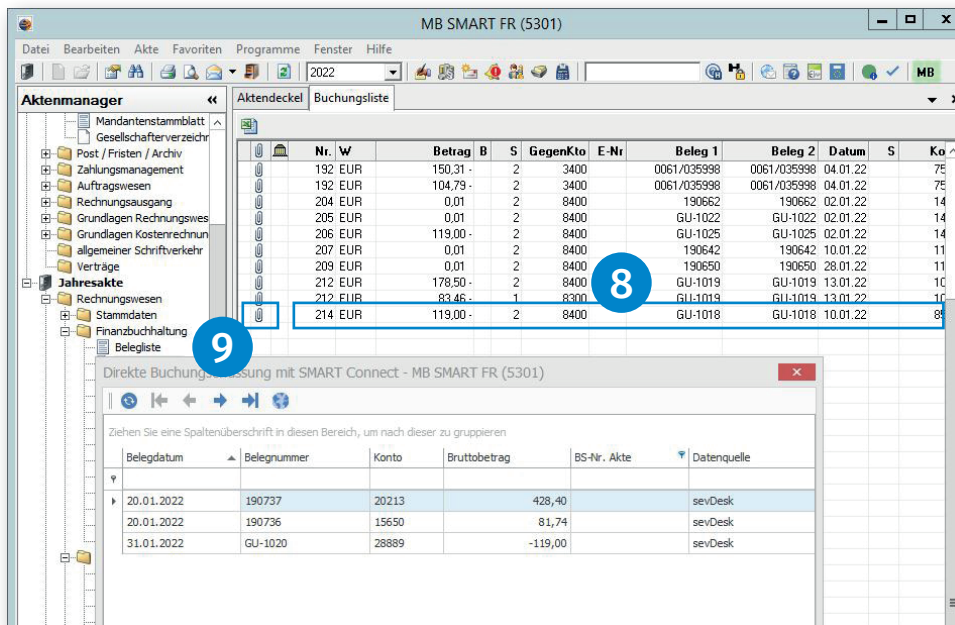 MB SMART FR (5301)
Datei Bearbeiten Akte Favoriten Programme Fenster Hilfe
2022 MB
Aktenmanager «
Mandantenstammblatt
Gesellschafterverzeichr
Post / Fristen / Archiv
Zahlungsmanagement
Auftragswesen
Rechnungsausgang
Grundlagen Rechnungswes
Grundlagen Kostenrechnun
allgemeiner Schriftverkehr
Verträge
Jahresakte
Rechnungswesen
Stammdaten
Finanzbuchhaltung
Belegliste
Aktendeckel Buchungsliste
Nr. W Betrag B S GegenKto E-Nr Beleg 1 Beleg 2 Datum S Ko
192 EUR 150,31 - 2 3400 0061/035998 0061/035998 04.01.22 75
192 EUR 104,79 - 2 3400 0061/035998 0061/035998 04.01.22 75
204 EUR 0,01 2 8400 190662 190662 02.01.22 14
205 EUR 0,01 2 8400 GU-1022 GU-1022 02.01.22 14
206 EUR 119,00 - 2 8400 GU-1025 GU-1025 02.01.22 14
207 EUR 0,01 2 8400 190642 190642 10.01.22 11
209 EUR 0,01 2 8400 190650 190650 28.01.22 11
212 EUR 178,50 - 2 8400 GU-1019 GU-1019 13.01.22 10
212 EUR 83,46 - 1 8300 GU-1019 GU-1019 13.01.22 10
214 EUR 119,00 - 2 8400 GU-1018 GU-1018 10.01.22 85
8
9
Direkte Buchungs ssung mit SMART Connect - MB SMART FR (5301)
Ziehen Sie eine Spaltenüberschrift in diesen Bereich, um nach dieser zu gruppieren
Belegdatum Belegnummer Konto Bruttobetrag BS-Nr. Akte Datenquelle
20.01.2022 190737 20213 428,40 sevDesk
20.01.2022 190736 15650 81,74 sevDesk
31.01.2022 GU-1020 28889 -119,00 sevDesk